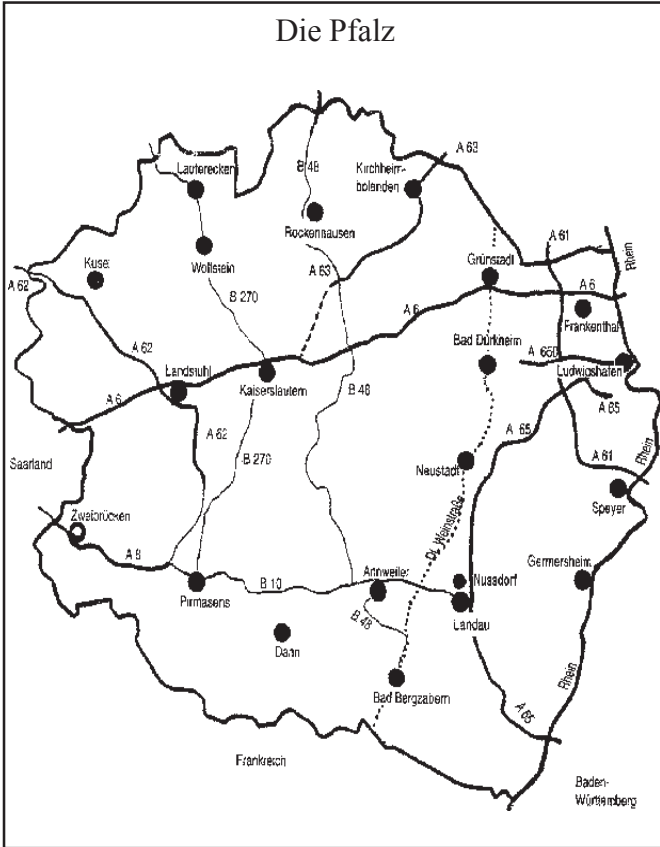 Die Pfalz
A 63
Lauterecken
B 48
Kirchheim-
bolanden
Rockenhausen
A 61
Rhein
Kusel
Wolfstein
Grünstadt
A 62
A 63
A 6
B 270
A 6
Frankenthal
A 62
Bad Dürkheim
A 650
Landstuhl
Ludwigshafen
Kaiserslautern
B 48
A 6
A 65
A 62
A 65
Saarland
B 270
Neustadt
A 61
Rhein
Speyer
Zweibrücken
Dt. Weinstraße
A 8
Annweiler
Nussdorf
Germersheim
Pirmasens
B 10
Landau
B 48
Dahn
Rhein
Bad Bergzabern
A 65
Frankreich
Baden-
Württemberg